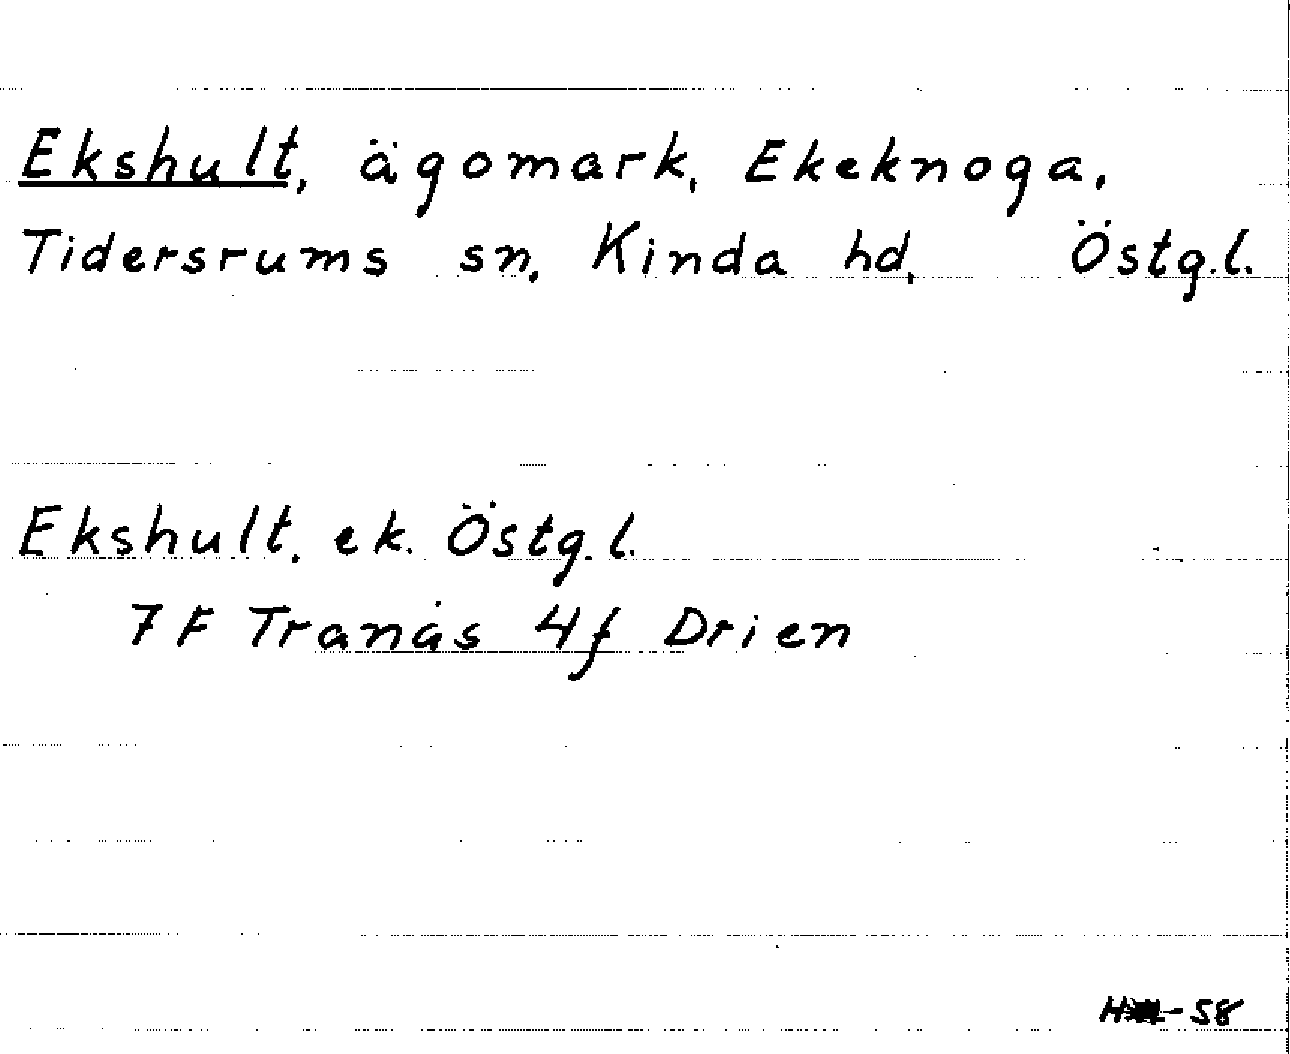 Ekshult, ägomark, Ekeknoga,
Tidersrums sn, Kinda hd, Östg.l.
Ekshult, ek. Östg.l.
7F Tranås 4f Drien
58